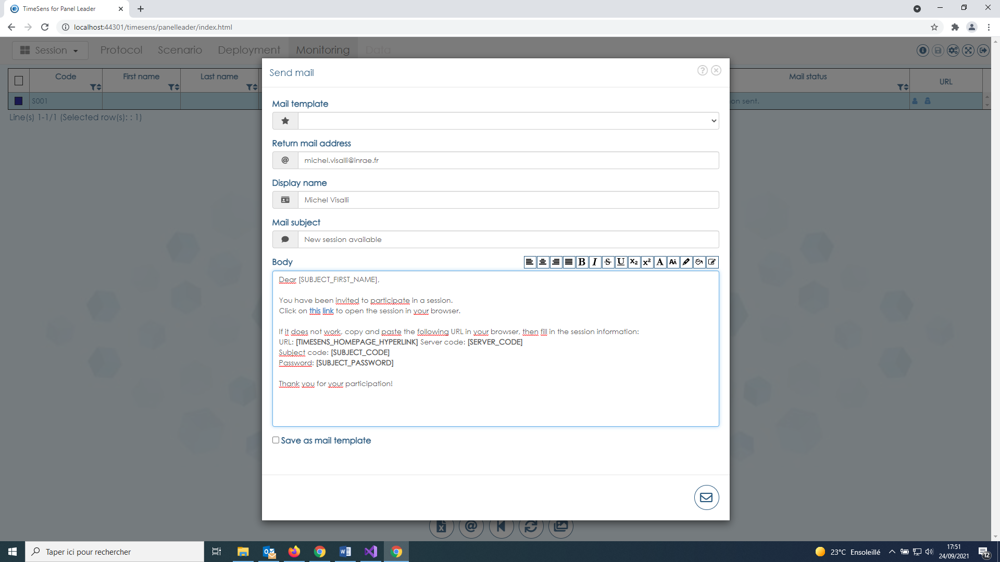 TimeSens for Panel Leader
localhost:44301/timesens/panelleader/index.html
Session Protocol Scenario Deployment Monitoring Data
Send mail
Code First name Last name Mail status URL
S001 on sent.
Line(s) 1-1/1 (Selected row(s): : 1)
Mail template
Return mail address
@ michel.visalli@inrae.fr
Display name
Michel Visalli
Mail subject
New session available
Body
B I S U X2 X2 A AA
Dear [SUBJECT_FIRST_NAME],
You have been invited to participate in a session.
Click on this link to open the session in your browser.
If it does not work, copy and paste the following URL in your browser, then fill in the session information:
URL: [TIMESENS_HOMEPAGE_HYPERLINK] Server code: [SERVER_CODE]
Subject code: [SUBJECT_CODE]
Password: [SUBJECT_PASSWORD]
Thank you for your participation!
Save as mail template
Taper ici pour rechercher
23°C Ensoleillé
17:51
24/09/2021
12